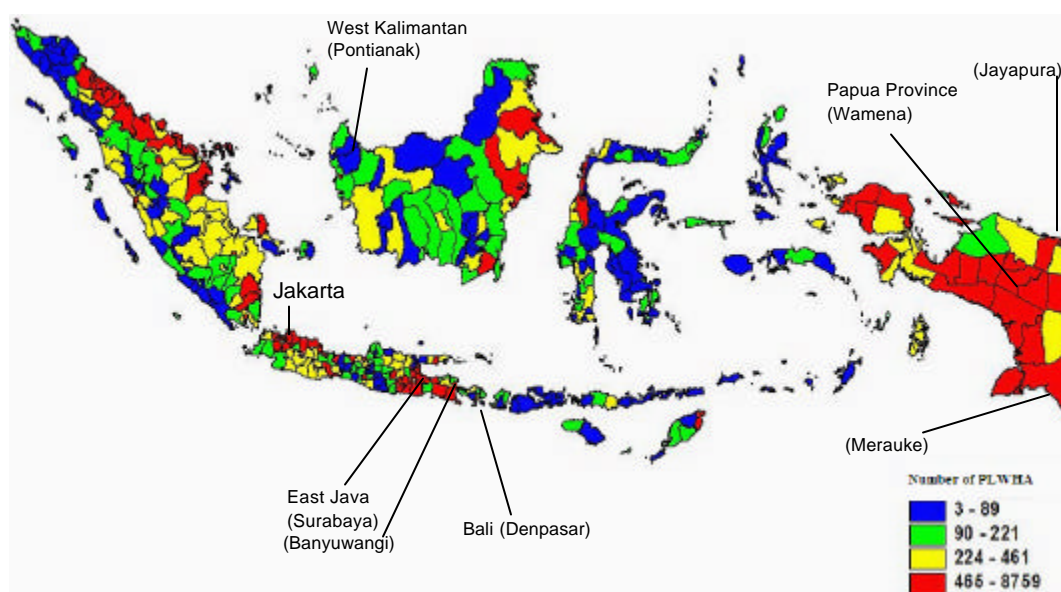 West Kalimantan
(Pontianak)
(Jayapura)
Papua Province
(Wamena)
Jakarta
(Merauke)
East Java
(Surabaya)
(Banyuwangi)
Bali (Denpasar)
Number of PLWHA
3 - 89
90 - 221
224 - 461
465 - 8759